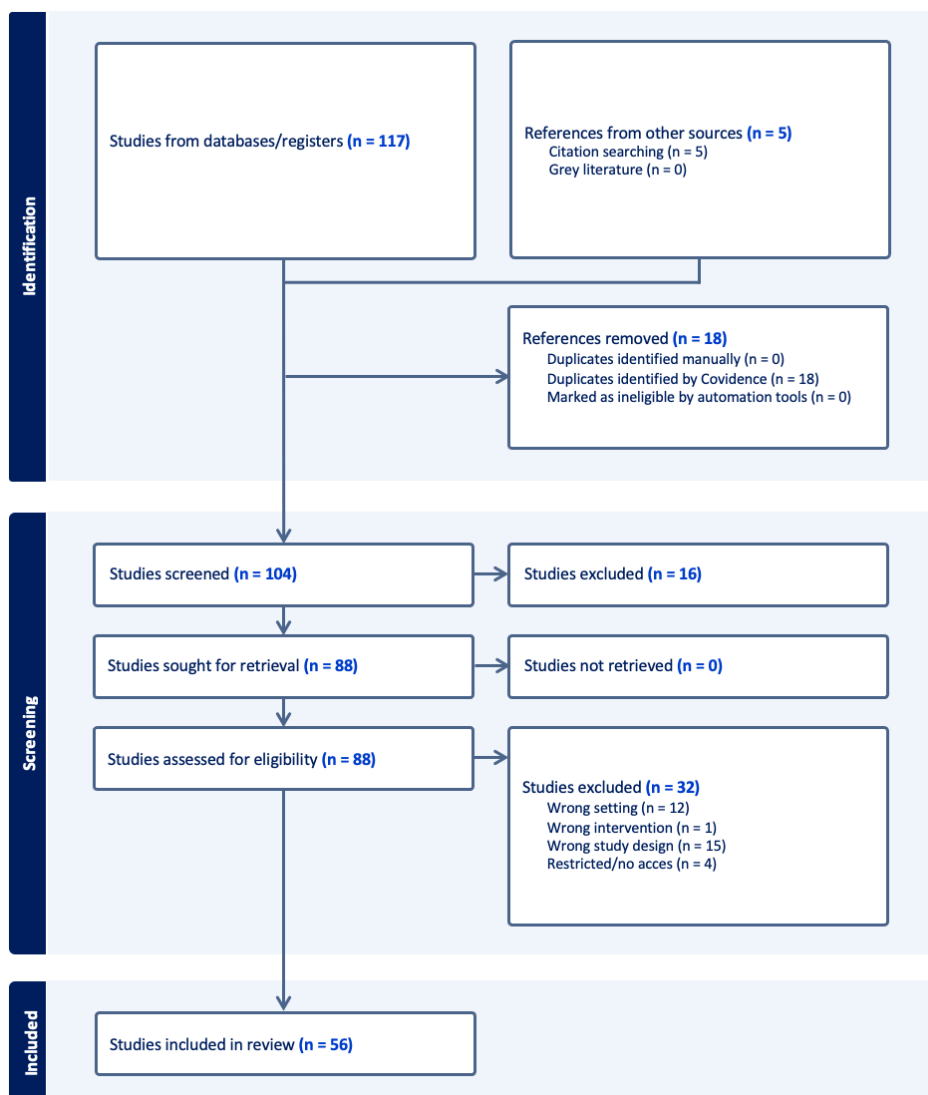 Identification
Studies from databases/registers (n = 117)
References from other sources (n = 5)
Citation searching (n = 5)
Grey literature (n = 0)
References removed (n = 18)
Duplicates identified manually (n = 0)
Duplicates identified by Covidence (n = 18)
Marked as ineligible by automation tools (n = 0)
Screening
Studies screened (n = 104)
Studies excluded (n = 16)
Studies sought for retrieval (n = 88)
Studies not retrieved (n = 0)
Studies assessed for eligibility (n = 88)
Studies excluded (n = 32)
Wrong setting (n = 12)
Wrong intervention (n = 1)
Wrong study design (n = 15)
Restricted/no acces (n = 4)
Included
Studies included in review (n = 56)